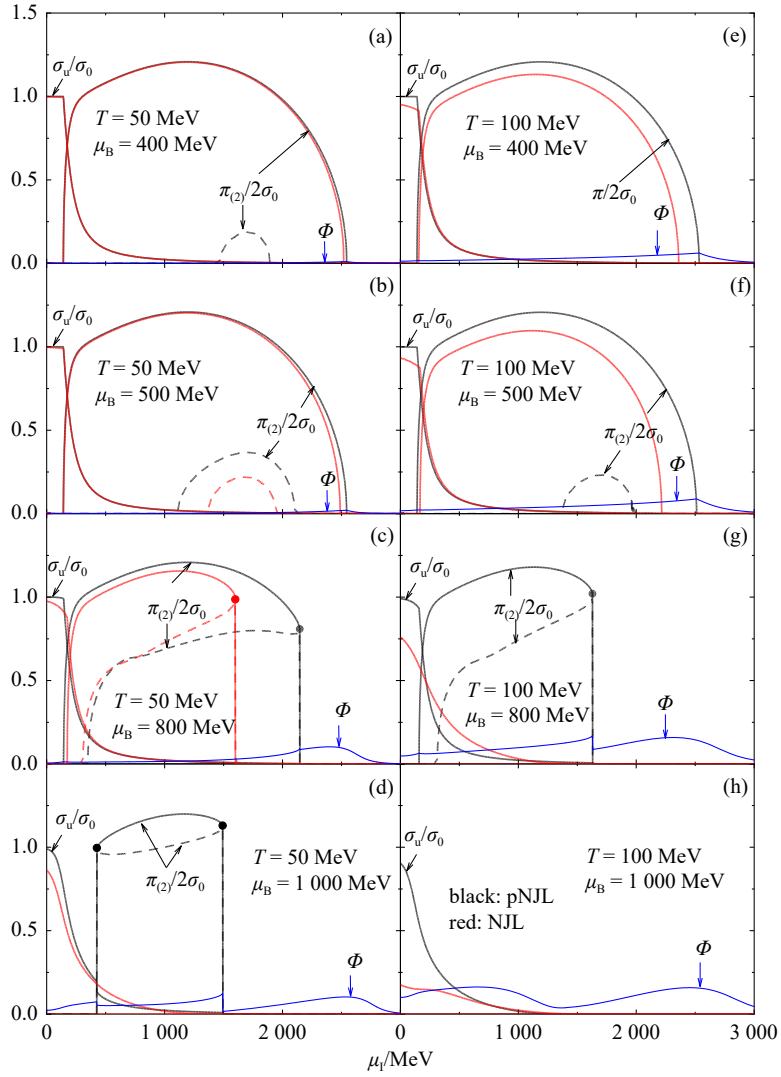 (a)
σu/σ0
T = 50 MeV
μB = 400 MeV
π(2)/2σ0
Φ
(e)
σu/σ0
T = 100 MeV
μB = 400 MeV
π/2σ0
Φ
1.5
1.0
0.5
0.0
(b)
σu/σ0
T = 50 MeV
μB = 500 MeV
π(2)/2σ0
Φ
(f)
σu/σ0
T = 100 MeV
μB = 500 MeV
π(2)/2σ0
Φ
1.0
0.5
0.0
(c)
σu/σ0
π(2)/2σ0
T = 50 MeV
μB = 800 MeV
Φ
(g)
σu/σ0
π(2)/2σ0
T = 100 MeV
μB = 800 MeV
Φ
1.0
0.5
0.0
(d)
σu/σ0
π(2)/2σ0
T = 50 MeV
μB = 1 000 MeV
Φ
(h)
σu/σ0
T = 100 MeV
μB = 1 000 MeV
black: pNJL
red: NJL
Φ
1.0
0.5
0.0
0 1 000 2 000 0 1 000 2 000 3 000
μI/MeV